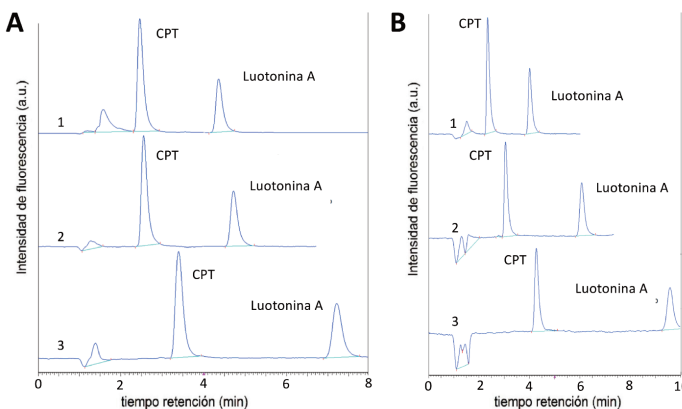 A
CPT
Luotonina A
1
CPT
Luotonina A
2
CPT
Luotonina A
3
Intensidad de fluorescencia (a.u.)
0 2 4 6 8
tiempo retención (min)
B
CPT
Luotonina A
1
CPT
Luotonina A
2
CPT
Luotonina A
3
Intensidad de fluorescencia (a.u.)
0 2 4 6 8 10
tiempo retención (min)